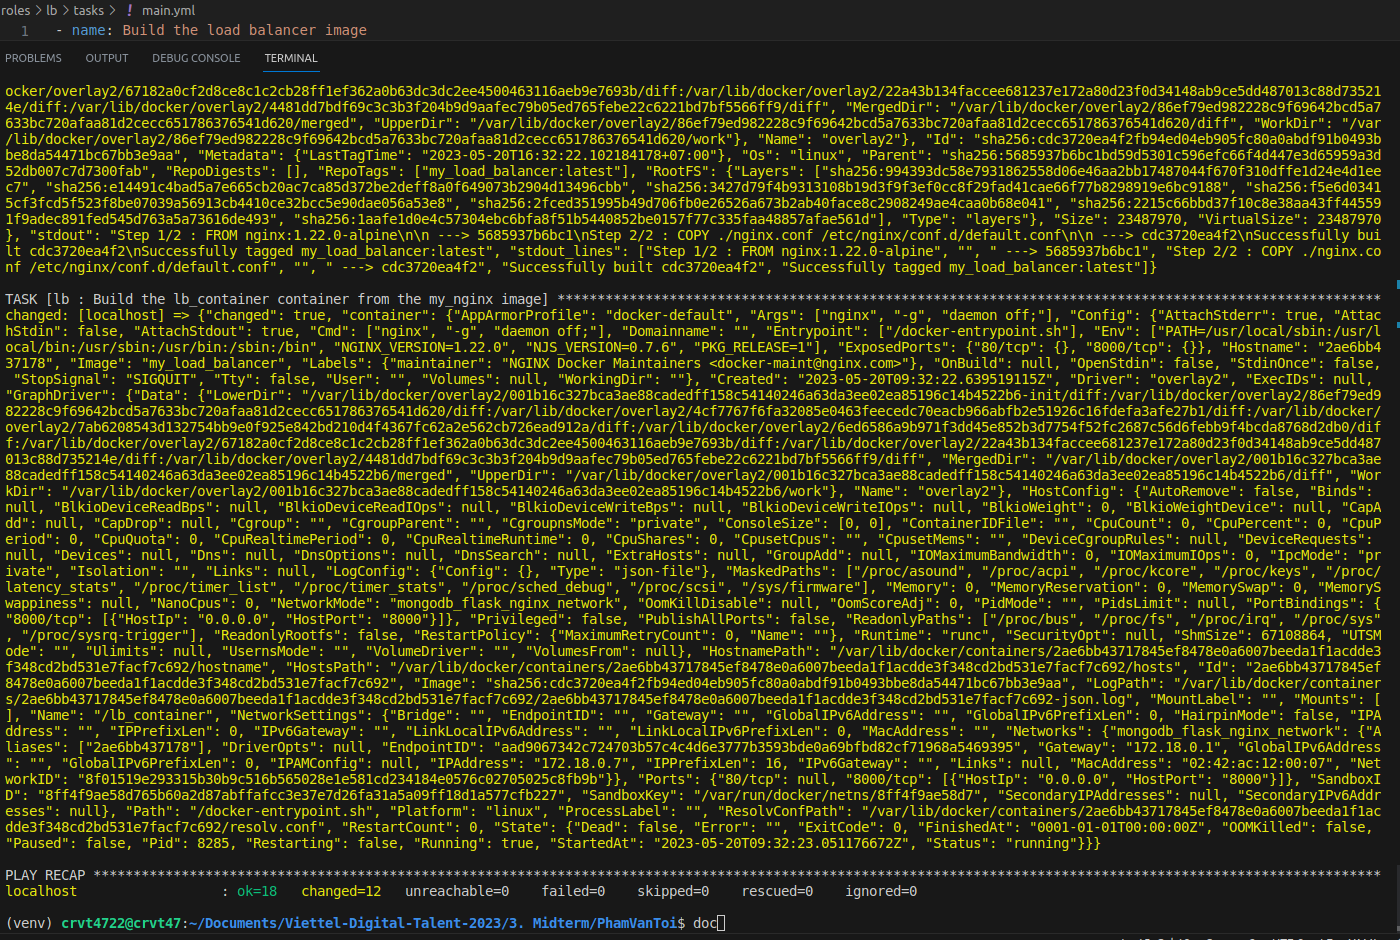 roles > lb > tasks > ! main.yml
1 - name: Build the load balancer image
PROBLEMS OUTPUT DEBUG CONSOLE TERMINAL
ocker/overlay2/67182a0cf2d8ce8c1c2cb28ff1ef362a0b63dc3dc2ee4500463116aeb9e7693b/diff:/var/lib/docker/overlay2/22a43b134faccee681237e172a80d23f0d34148ab9ce5dd487013c88d73521
4e/diff:/var/lib/docker/overlay2/4481dd7bdf69c3c3b3f204b9d9aafec79b05ed765febe22c6221bd7bf5566ff9/diff", "MergedDir": "/var/lib/docker/overlay2/86ef79ed982228c9f69642bcd5a7
633bc720afaa81d2cecc651786376541d620/merged", "UpperDir": "/var/lib/docker/overlay2/86ef79ed982228c9f69642bcd5a7633bc720afaa81d2cecc651786376541d620/diff", "WorkDir": "/var
/lib/docker/overlay2/86ef79ed982228c9f69642bcd5a7633bc720afaa81d2cecc651786376541d620/work"}, "Name": "overlay2"}, "Id": "sha256:cdc3720ea4f2fb94ed04eb905fc80a0abdf91b0493b
be8da54471bc67bb3e9aa", "Metadata": {"LastTagTime": "2023-05-20T16:32:22.102184178+07:00"}, "Os": "linux", "Parent": "sha256:5685937b6bc1bd59d5301c596efc66f4d447e3d65959a3d
52db007c7d7300fab", "RepoDigests": [], "RepoTags": ["my_load_balancer:latest"], "RootFS": {"Layers": ["sha256:994393dc58e7931862558d06e46aa2bb17487044f670f310dffe1d24e4d1ee
c7", "sha256:e14491c4bad5a7e665cb20ac7ca85d372be2deff8a0f649073b2904d13496cbb", "sha256:3427d79f4b9313108b19d3f9f3ef0cc8f29fad41cae66f77b8298919e6bc9188", "sha256:f5e6d0341
5cf3fcd5f523f8be07039a56913cb4410ce32bcc5e90dae056a53e8", "sha256:2fced351995b49d706fb0e26526a673b2ab40face8c2908249ae4caa0b68e041", "sha256:2215c66bbd37f10c8e38aa43ff44559
1f9adec891fed545d763a5a73616de493", "sha256:1aafe1d0e4c57304ebc6bfa8f51b5440852be0157f77c335faa48857afae561d"], "Type": "layers"}, "Size": 23487970, "VirtualSize": 23487970
}, "stdout": "Step 1/2 : FROM nginx:1.22.0-alpine\n\n ---> 5685937b6bc1\nStep 2/2 : COPY ./nginx.conf /etc/nginx/conf.d/default.conf\n\n ---> cdc3720ea4f2\nSuccessfully bui
lt cdc3720ea4f2\nSuccessfully tagged my_load_balancer:latest", "stdout_lines": ["Step 1/2 : FROM nginx:1.22.0-alpine", "", " ---> 5685937b6bc1", "Step 2/2 : COPY ./nginx.co
nf /etc/nginx/conf.d/default.conf", "", " ---> cdc3720ea4f2", "Successfully built cdc3720ea4f2", "Successfully tagged my_load_balancer:latest"]}
TASK [lb : Build the lb_container container from the my_nginx image] *******************************************************************************************************
changed: [localhost] => {"changed": true, "container": {"AppArmorProfile": "docker-default", "Args": ["nginx", "-g", "daemon off;"], "Config": {"AttachStderr": true, "Attac
hStdin": false, "AttachStdout": true, "Cmd": ["nginx", "-g", "daemon off;"], "Domainname": "", "Entrypoint": ["/docker-entrypoint.sh"], "Env": ["PATH=/usr/local/sbin:/usr/l
ocal/bin:/usr/sbin:/usr/bin:/sbin:/bin", "NGINX_VERSION=1.22.0", "NJS_VERSION=0.7.6", "PKG_RELEASE=1"], "ExposedPorts": {"80/tcp": {}, "8000/tcp": {}}, "Hostname": "2ae6bb4
37178", "Image": "my_load_balancer", "Labels": {"maintainer": "NGINX Docker Maintainers <docker-maint@nginx.com>"}, "OnBuild": null, "OpenStdin": false, "StdinOnce": false,
"StopSignal": "SIGQUIT", "Tty": false, "User": "", "Volumes": null, "WorkingDir": ""}, "Created": "2023-05-20T09:32:22.639519115Z", "Driver": "overlay2", "ExecIDs": null,
"GraphDriver": {"Data": {"LowerDir": "/var/lib/docker/overlay2/001b16c327bca3ae88cadedff158c54140246a63da3ee02ea85196c14b4522b6-init/diff:/var/lib/docker/overlay2/86ef79ed9
82228c9f69642bcd5a7633bc720afaa81d2cecc651786376541d620/diff:/var/lib/docker/overlay2/4cf7767f6fa32085e0463feecedc70eacb966abfb2e51926c16fdefa3afe27b1/diff:/var/lib/docker/
overlay2/7ab6208543d132754bb9e0f925e842bd210d4f4367fc62a2e562cb726ead912a/diff:/var/lib/docker/overlay2/6ed6586a9b971f3dd45e852b3d7754f52fc2687c56d6febb9f4bcda8768d2db0/dif
f:/var/lib/docker/overlay2/67182a0cf2d8ce8c1c2cb28ff1ef362a0b63dc3dc2ee4500463116aeb9e7693b/diff:/var/lib/docker/overlay2/22a43b134faccee681237e172a80d23f0d34148ab9ce5dd487
013c88d735214e/diff:/var/lib/docker/overlay2/4481dd7bdf69c3c3b3f204b9d9aafec79b05ed765febe22c6221bd7bf5566ff9/diff", "MergedDir": "/var/lib/docker/overlay2/001b16c327bca3ae
88cadedff158c54140246a63da3ee02ea85196c14b4522b6/merged", "UpperDir": "/var/lib/docker/overlay2/001b16c327bca3ae88cadedff158c54140246a63da3ee02ea85196c14b4522b6/diff", "Wor
kDir": "/var/lib/docker/overlay2/001b16c327bca3ae88cadedff158c54140246a63da3ee02ea85196c14b4522b6/work"}, "Name": "overlay2"}, "HostConfig": {"AutoRemove": false, "Binds":
null, "BlkioDeviceReadBps": null, "BlkioDeviceReadIOps": null, "BlkioDeviceWriteBps": null, "BlkioDeviceWriteIOps": null, "BlkioWeight": 0, "BlkioWeightDevice": null, "CapA
dd": null, "CapDrop": null, "Cgroup": "", "CgroupParent": "", "CgroupnsMode": "private", "ConsoleSize": [0, 0], "ContainerIDFile": "", "CpuCount": 0, "CpuPercent": 0, "CpuP
eriod": 0, "CpuQuota": 0, "CpuRealtimePeriod": 0, "CpuRealtimeRuntime": 0, "CpuShares": 0, "CpusetCpus": "", "CpusetMems": "", "DeviceCgroupRules": null, "DeviceRequests":
null, "Devices": null, "Dns": null, "DnsOptions": null, "DnsSearch": null, "ExtraHosts": null, "GroupAdd": null, "IOMaximumBandwidth": 0, "IOMaximumIOps": 0, "IpcMode": "pr
ivate", "Isolation": "", "Links": null, "LogConfig": {"Config": {}, "Type": "json-file"}, "MaskedPaths": ["/proc/asound", "/proc/acpi", "/proc/kcore", "/proc/keys", "/proc/
latency_stats", "/proc/timer_list", "/proc/timer_stats", "/proc/sched_debug", "/proc/scsi", "/sys/firmware"], "Memory": 0, "MemoryReservation": 0, "MemorySwap": 0, "MemoryS
wappiness": null, "NanoCpus": 0, "NetworkMode": "mongodb_flask_nginx_network", "OomKillDisable": null, "OomScoreAdj": 0, "PidMode": "", "PidsLimit": null, "PortBindings": {
"8000/tcp": [{"HostIp": "0.0.0.0", "HostPort": "8000"}]}, "Privileged": false, "PublishAllPorts": false, "ReadonlyPaths": ["/proc/bus", "/proc/fs", "/proc/irq", "/proc/sys"
, "/proc/sysrq-trigger"], "ReadonlyRootfs": false, "RestartPolicy": {"MaximumRetryCount": 0, "Name": ""}, "Runtime": "runc", "SecurityOpt": null, "ShmSize": 67108864, "UTSM
ode": "", "Ulimits": null, "UsernsMode": "", "VolumeDriver": "", "VolumesFrom": null}, "HostnamePath": "/var/lib/docker/containers/2ae6bb43717845ef8478e0a6007beeda1f1acdde3
f348cd2bd531e7facf7c692/hostname", "HostsPath": "/var/lib/docker/containers/2ae6bb43717845ef8478e0a6007beeda1f1acdde3f348cd2bd531e7facf7c692/hosts", "Id": "2ae6bb43717845ef
8478e0a6007beeda1f1acdde3f348cd2bd531e7facf7c692", "Image": "sha256:cdc3720ea4f2fb94ed04eb905fc80a0abdf91b0493bbe8da54471bc67bb3e9aa", "LogPath": "/var/lib/docker/container
s/2ae6bb43717845ef8478e0a6007beeda1f1acdde3f348cd2bd531e7facf7c692/2ae6bb43717845ef8478e0a6007beeda1f1acdde3f348cd2bd531e7facf7c692-json.log", "MountLabel": "", "Mounts": [
], "Name": "/lb_container", "NetworkSettings": {"Bridge": "", "EndpointID": "", "Gateway": "", "GlobalIPv6Address": "", "GlobalIPv6PrefixLen": 0, "HairpinMode": false, "IPA
ddress": "", "IPPrefixLen": 0, "IPv6Gateway": "", "LinkLocalIPv6Address": "", "LinkLocalIPv6PrefixLen": 0, "MacAddress": "", "Networks": {"mongodb_flask_nginx_network": {"A
liases": ["2ae6bb437178"], "DriverOpts": null, "EndpointID": "aad9067342c724703b57c4c4d6e3777b3593bde0a69bfbd82cf71968a5469395", "Gateway": "172.18.0.1", "GlobalIPv6Address
": "", "GlobalIPv6PrefixLen": 0, "IPAMConfig": null, "IPAddress": "172.18.0.7", "IPPrefixLen": 16, "IPv6Gateway": "", "Links": null, "MacAddress": "02:42:ac:12:00:07", "Net
workID": "8f01519e293315b30b9c516b565028e1e581cd234184e0576c02705025c8fb9b"}}, "Ports": {"80/tcp": null, "8000/tcp": [{"HostIp": "0.0.0.0", "HostPort": "8000"}]}, "SandboxI
D": "8ff4f9ae58d765b60a2d87abffafcc3e37e7d26fa31a5a09ff18d1a577cfb227", "SandboxKey": "/var/run/docker/netns/8ff4f9ae58d7", "SecondaryIPAddresses": null, "SecondaryIPv6Addr
esses": null}, "Path": "/docker-entrypoint.sh", "Platform": "linux", "ProcessLabel": "", "ResolvConfPath": "/var/lib/docker/containers/2ae6bb43717845ef8478e0a6007beeda1f1ac
dde3f348cd2bd531e7facf7c692/resolv.conf", "RestartCount": 0, "State": {"Dead": false, "Error": "", "ExitCode": 0, "FinishedAt": "0001-01-01T00:00:00Z", "OOMKilled": false,
"Paused": false, "Pid": 8285, "Restarting": false, "Running": true, "StartedAt": "2023-05-20T09:32:23.051176672Z", "Status": "running"}}}
PLAY RECAP *****************************************************************************************************************************************************************
localhost : ok=18 changed=12 unreachable=0 failed=0 skipped=0 rescued=0 ignored=0
(venv) crvt4722@crvt47:~/Documents/Viettel-Digital-Talent-2023/3. Midterm/PhamVanToi$ doc